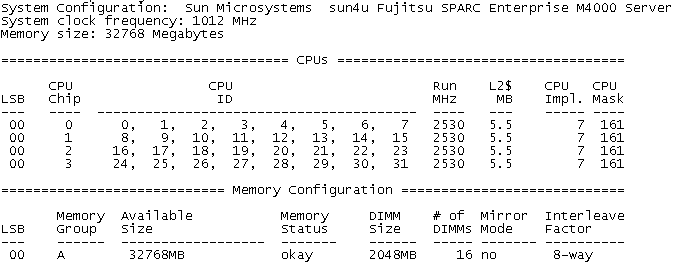 System Configuration:  Sun Microsystems  sun4u Fujitsu SPARC Enterprise M4000 Server
System clock frequency: 1012 MHz
Memory size: 32768 Megabytes
==================================== CPUs ====================================
      CPU                 CPU                         Run    L2$    CPU   CPU
LSB   Chip                 ID                         MHz     MB    Impl. Mask
---   ----  ----------------------------------------  ----   ---    ----- ----
 00     0      0,   1,   2,   3,   4,   5,   6,   7   2530   5.5        7  161
 00     1      8,   9,  10,  11,  12,  13,  14,  15   2530   5.5        7  161
 00     2     16,  17,  18,  19,  20,  21,  22,  23   2530   5.5        7  161
 00     3     24,  25,  26,  27,  28,  29,  30,  31   2530   5.5        7  161
============================ Memory Configuration ============================
       Memory  Available           Memory     DIMM    # of  Mirror  Interleave
LSB    Group   Size                Status     Size    DIMMs Mode    Factor
---    ------  ------------------  -------    ------  ----- ------- ----------
 00    A        32768MB            okay       2048MB     16 no       8-way